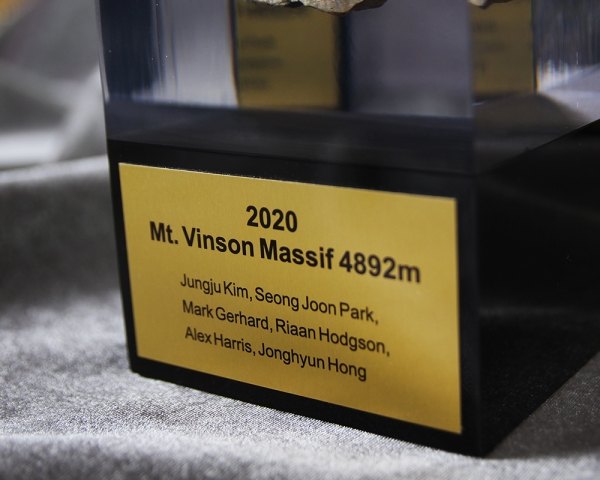 2020
Mt. Vinson Massif 4892m
Jungju Kim, Seong Joon Park,
Mark Gerhard, Riaan Hodgson,
Alex Harris, Jonghyun Hong